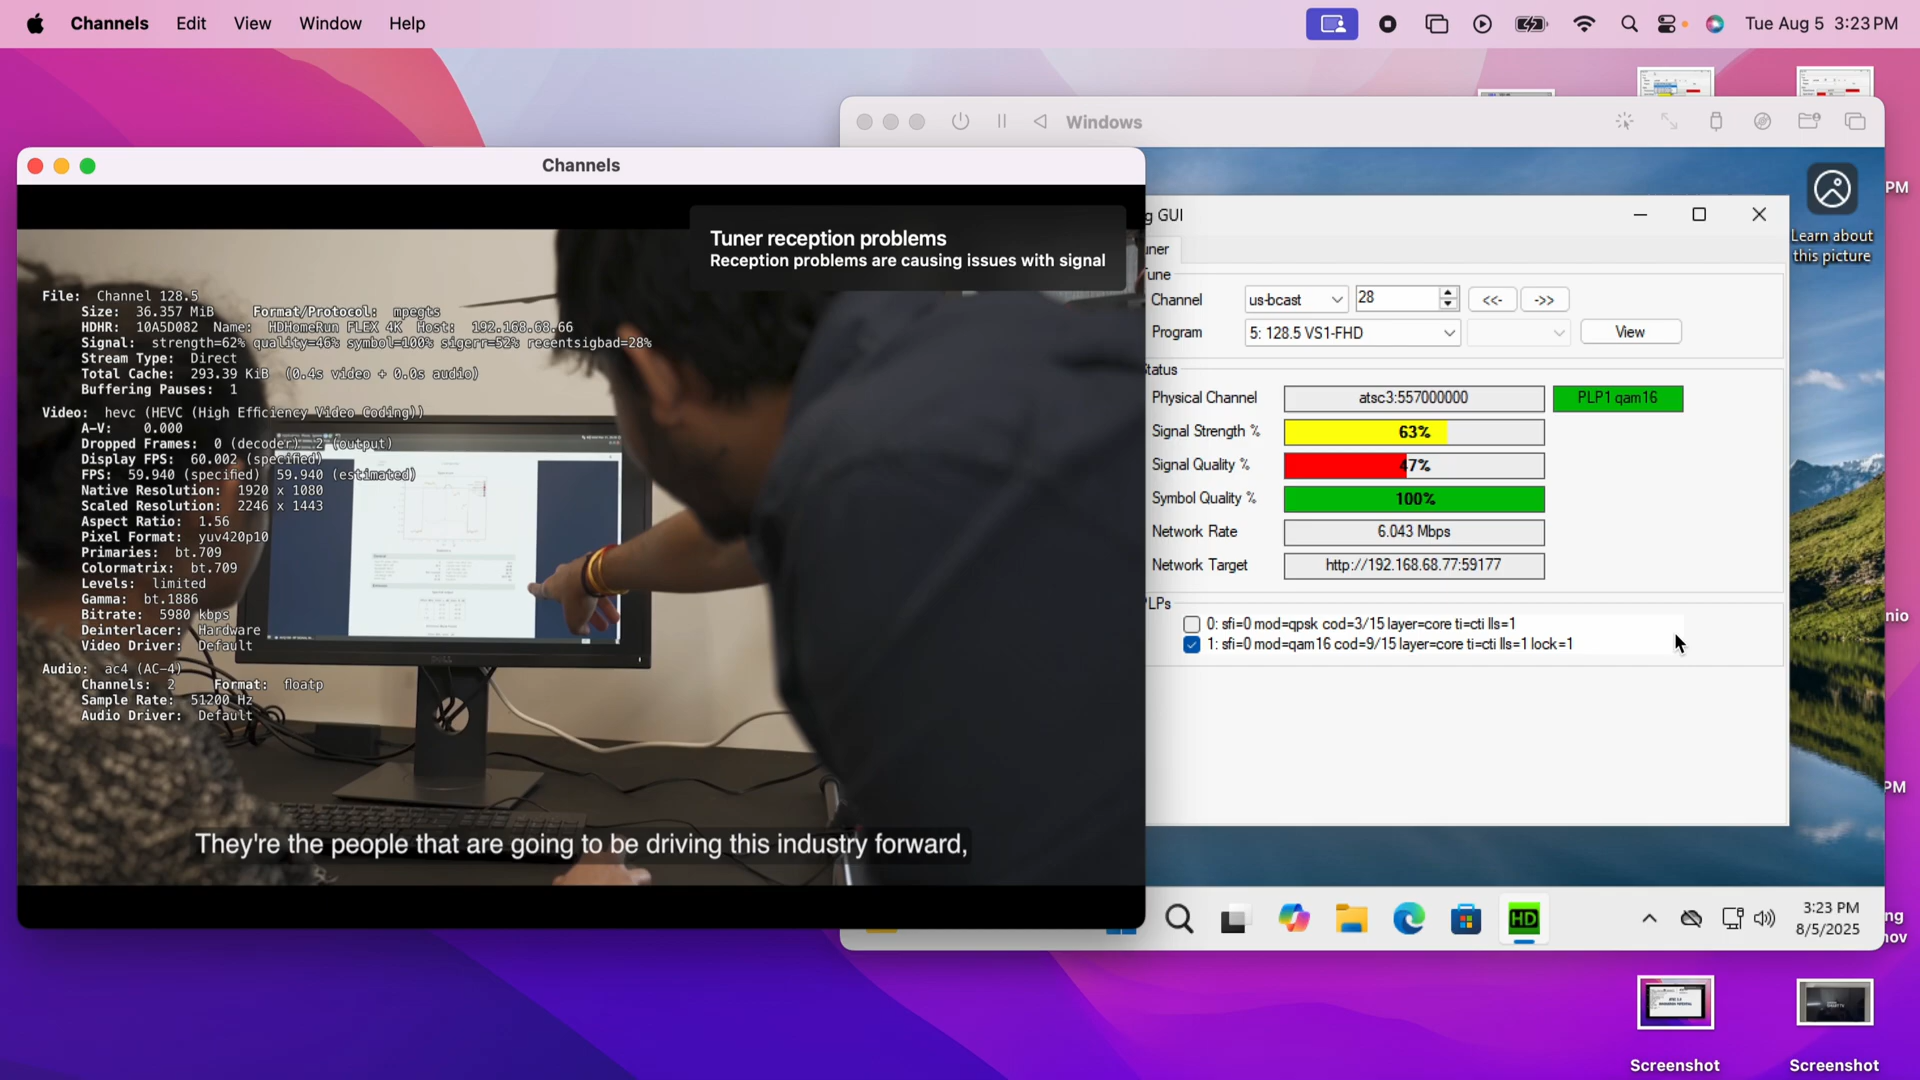 Channels Edit View Window Help
Tue Aug 5 3:23 PM
Windows
Channels
Tuner reception problems
Reception problems are causing issues with signal
File: Channel 128.5
Size: 36.357 MiB Format/Protocol: mpegts
HDHR: 10A5D082 Name: HDHomeRun FLEX 4K Host: 192.168.68.66
Signal: strength=62% quality=46% symbol=100% sigerr=52% recentsigbad=28%
Stream Type: Direct
Total Cache: 293.39 KiB (0.4s video + 0.0s audio)
Buffering Pauses: 1
Video: hevc (HEVC (High Efficiency Video Coding))
A-V: 0.000
Dropped Frames: 0 (decoder) 2 (output)
Display FPS: 60.002 (specified)
FPS: 59.940 (specified) 59.940 (estimated)
Native Resolution: 1920 x 1080
Scaled Resolution: 2246 x 1443
Aspect Ratio: 1.56
Pixel Format: yuv420p10
Primaries: bt.709
Colormatrix: bt.709
Levels: limited
Gamma: bt.1886
Bitrate: 5980 kbps
Deinterlacer: Hardware
Video Driver: Default
Audio: ac4 (AC-4)
Channels: 2 Format: floatp
Sample Rate: 51200 Hz
Audio Driver: Default
They're the people that are going to be driving this industry forward,
g GUI
ner
une
Channel us-bcast 28 <<- ->>
Program 5: 128.5 VS1-FHD View
tatus
Physical Channel atsc3:557000000 PLP1 qam16
Signal Strength % 63%
Signal Quality % 47%
Symbol Quality % 100%
Network Rate 6.043 Mbps
Network Target http://192.168.68.77:59177
LPs
0: sfi=0 mod=qpsk cod=3/15 layer=core ti=cti lls=1
1: sfi=0 mod=qam16 cod=9/15 layer=core ti=cti lls=1 lock=1
Learn about
this picture
PM
nio
PM
ng
nov
HD
3:23 PM
8/5/2025
Screenshot
Screenshot